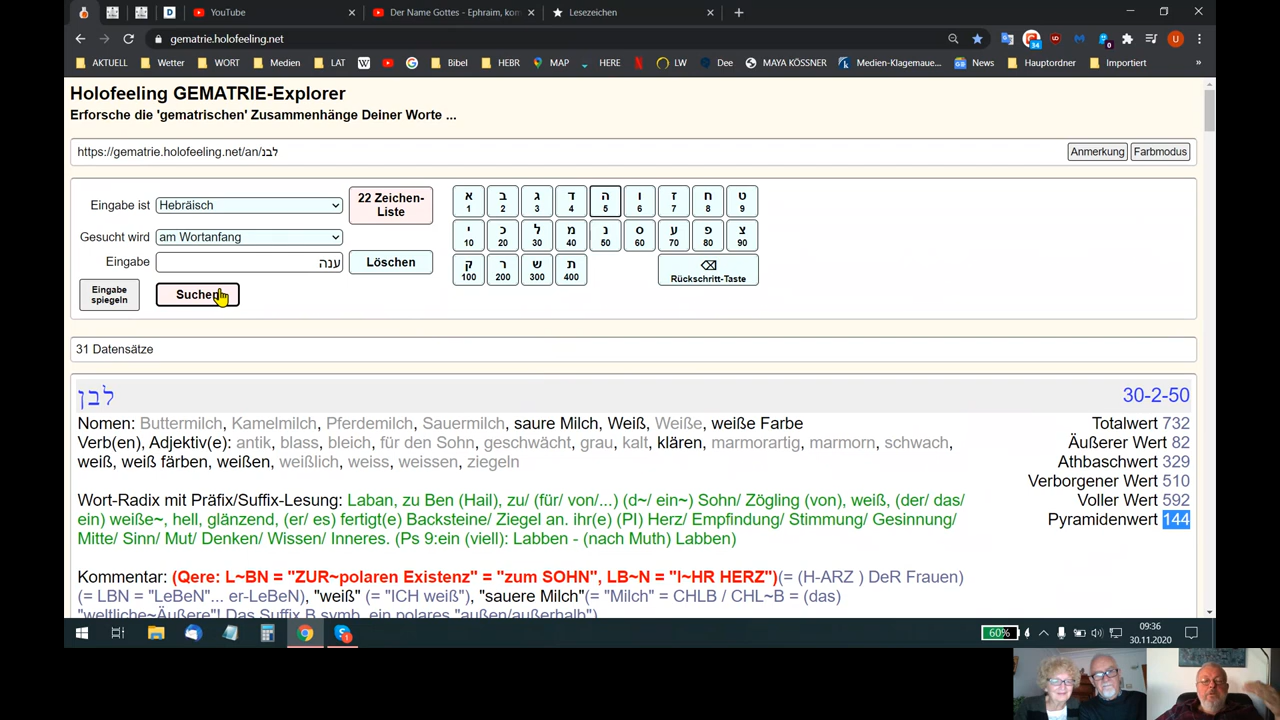 YouTube
Der Name Gottes - Ephraim, kon
Lesezeichen
gematrie.holofeeling.net
AKTUELL Wetter WORT Medien LAT Bibel HEBR MAP HERE LW Dee MAYA KÖSSNER Medien-Klagemaue... News Hauptordner Importiert »
Holofeeling GEMATRIE-Explorer
Erforsche die 'gematrischen' Zusammenhänge Deiner Worte ...
https://gematrie.holofeeling.net/an/לבנ
Anmerkung Farbmodus
Eingabe ist Hebräisch
22 Zeichen-
Liste
Gesucht wird am Wortanfang
Eingabe ענה Löschen
Eingabe
spiegeln
Suchen
א ב ג ד ה ו ז ח ט
1 2 3 4 5 6 7 8 9
י כ ל מ נ ס ע פ צ
10 20 30 40 50 60 70 80 90
ק ר ש ת ⌫
100 200 300 400 Rückschritt-Taste
31 Datensätze
לבן 30-2-50
Nomen: Buttermilch, Kamelmilch, Pferdemilch, Sauermilch, saure Milch, Weiß, Weiße, weiße Farbe
Verb(en), Adjektiv(e): antik, blass, bleich, für den Sohn, geschwächt, grau, kalt, klären, marmorartig, marmorn, schwach,
weiß, weiß färben, weißen, weißlich, weiss, weissen, ziegeln
Totalwert 732
Äußerer Wert 82
Athbaschwert 329
Verborgener Wert 510
Voller Wert 592
Pyramidenwert 144
Wort-Radix mit Präfix/Suffix-Lesung: Laban, zu Ben (Hail), zu/ (für/ von/...) (d~/ ein~) Sohn/ Zögling (von), weiß, (der/ das/
ein) weiße~, hell, glänzend, (er/ es) fertigt(e) Backsteine/ Ziegel an. ihr(e) (PI) Herz/ Empfindung/ Stimmung/ Gesinnung/
Mitte/ Sinn/ Mut/ Denken/ Wissen/ Inneres. (Ps 9:ein (viell): Labben - (nach Muth) Labben)
Kommentar: (Qere: L~BN = "ZUR~polaren Existenz" = "zum SOHN", LB~N = "I~HR HERZ")(= (H-ARZ ) DeR Frauen)
(= LBN = "LeBeN"... er-LeBeN), "weiß" (= "ICH weiß"), "sauere Milch"(= "Milch" = CHLB / CHL~B = (das)
"weltliche~Äußere"! Das Suffix B symb. ein polares "außen/außerhalb")
60%
09:36
30.11.2020